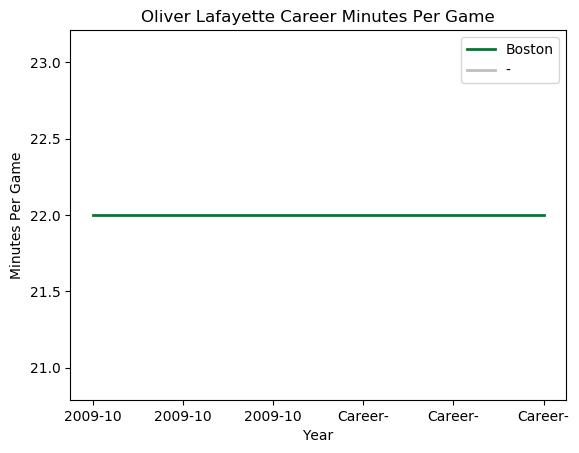 Oliver Lafayette Career Minutes Per Game
Boston
-
23.0
22.5
22.0
21.5
21.0
Minutes Per Game
2009-10 2009-10 2009-10 Career- Career- Career-
Year